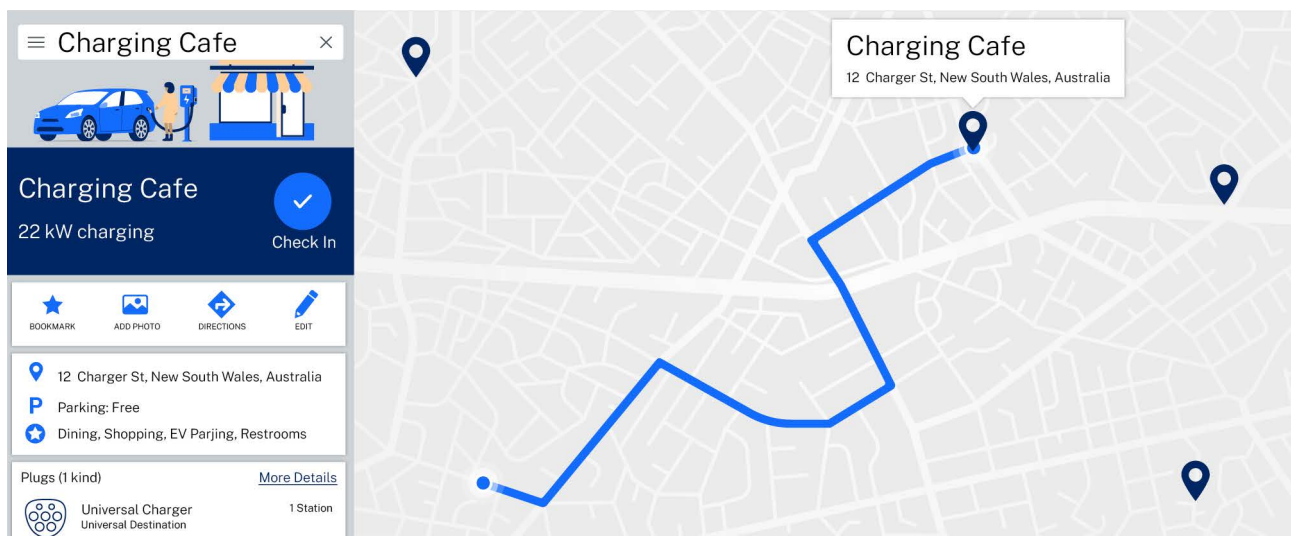 Charging Cafe
Charging Cafe
22 kW charging
Check In
BOOKMARK
ADD PHOTO
DIRECTIONS
EDIT
12 Charger St, New South Wales, Australia
P Parking: Free
Dining, Shopping, EV Parjing, Restrooms
Plugs (1 kind) More Details
Universal Charger 1 Station
Universal Destination
Charging Cafe
12 Charger St, New South Wales, Australia